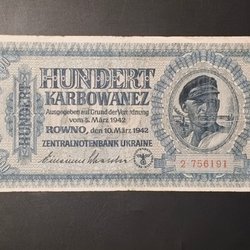 HUNDERT
KARBOWANEZ
Ausgegeben auf Grund der Verordnung
vom 5. März 1942
ROWNO, den 10. März 1942
ZENTRALNOTENBANK UKRAINE
2·756191
HUNDERT